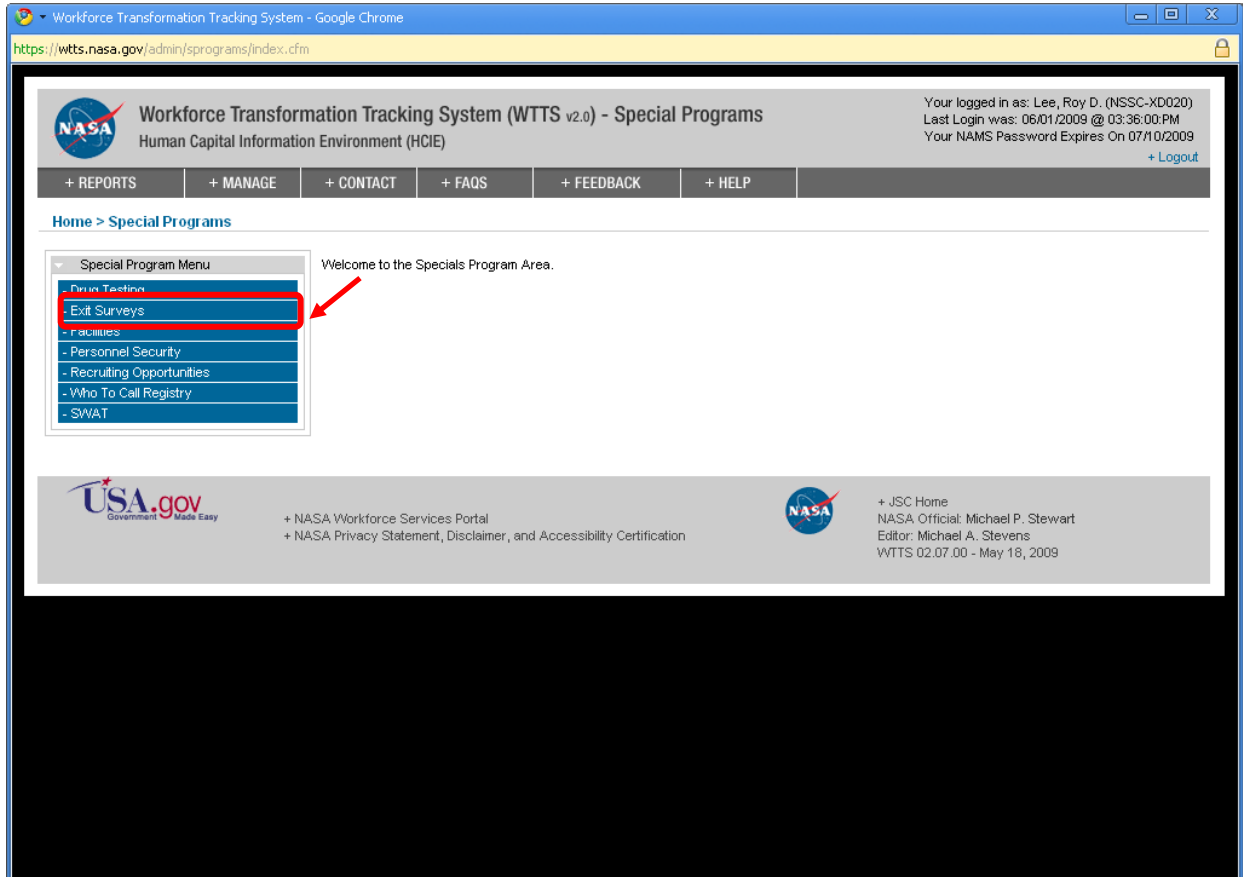 Workforce Transformation Tracking System - Google Chrome
https://wtts.nasa.gov/admin/sprograms/index.cfm
NASA
Workforce Transformation Tracking System (WTTS v2.0) - Special Programs
Human Capital Information Environment (HCIE)
Your logged in as: Lee, Roy D. (NSSC-XD020)
Last Login was: 06/01/2009 @ 03:36:00:PM
Your NAMS Password Expires On 07/10/2009
+ Logout
+ REPORTS + MANAGE + CONTACT + FAQS + FEEDBACK + HELP
Home > Special Programs
Special Program Menu
- Drug Testing
- Exit Surveys
- Facilities
- Personnel Security
- Recruiting Opportunities
- Who To Call Registry
- SWAT
Welcome to the Specials Program Area.
USA.gov
Government Made Easy
+ NASA Workforce Services Portal
+ NASA Privacy Statement, Disclaimer, and Accessibility Certification
NASA
+ JSC Home
NASA Official: Michael P. Stewart
Editor: Michael A. Stevens
WTTS 02.07.00 - May 18, 2009